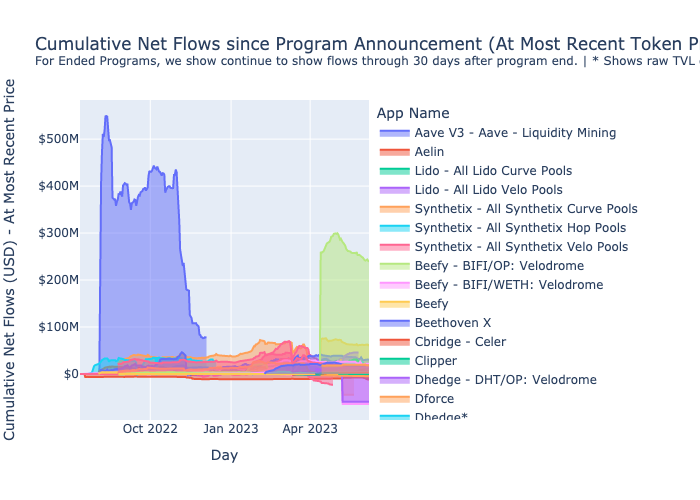 Cumulative Net Flows since Program Announcement (At Most Recent Token P
For Ended Programs, we show continue to show flows through 30 days after program end. | * Shows raw TVL
Cumulative Net Flows (USD) - At Most Recent Price
$500M
$400M
$300M
$200M
$100M
$0
Oct 2022
Jan 2023
Apr 2023
Day
App Name
Aave V3 - Aave - Liquidity Mining
Aelin
Lido - All Lido Curve Pools
Lido - All Lido Velo Pools
Synthetix - All Synthetix Curve Pools
Synthetix - All Synthetix Hop Pools
Synthetix - All Synthetix Velo Pools
Beefy - BIFI/OP: Velodrome
Beefy - BIFI/WETH: Velodrome
Beefy
Beethoven X
Cbridge - Celer
Clipper
Dhedge - DHT/OP: Velodrome
Dforce
Dhedge*